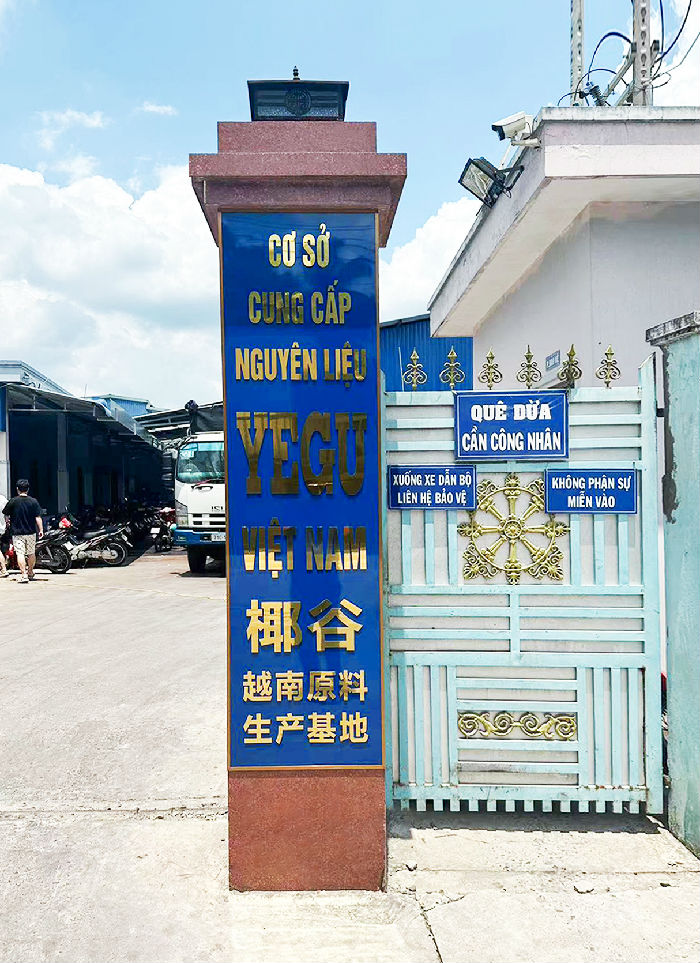 CƠ SỞ
CUNG CẤP
NGUYÊN LIỆU
YEGU
VIỆT NAM
椰谷
越南原料
生产基地
QUÊ DỪA
CẦN CÔNG NHÂN
XUỐNG XE DẪN BỘ
LIÊN HỆ BẢO VỆ
KHÔNG PHẬN SỰ
MIỄN VÀO